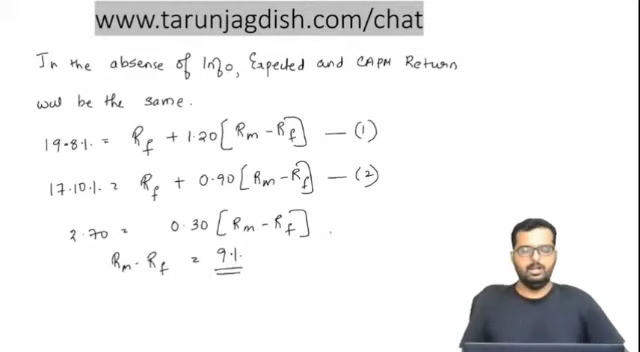 www.tarunjagdish.com/chat
In the absence of Info, Expected and CAPM Return
will be the same.
19.8% = Rf + 1.20 [Rm - Rf] — (1)
17.10% = Rf + 0.90 [Rm - Rf] — (2)
2.70 = 0.30 [Rm - Rf]
Rm - Rf = 9%